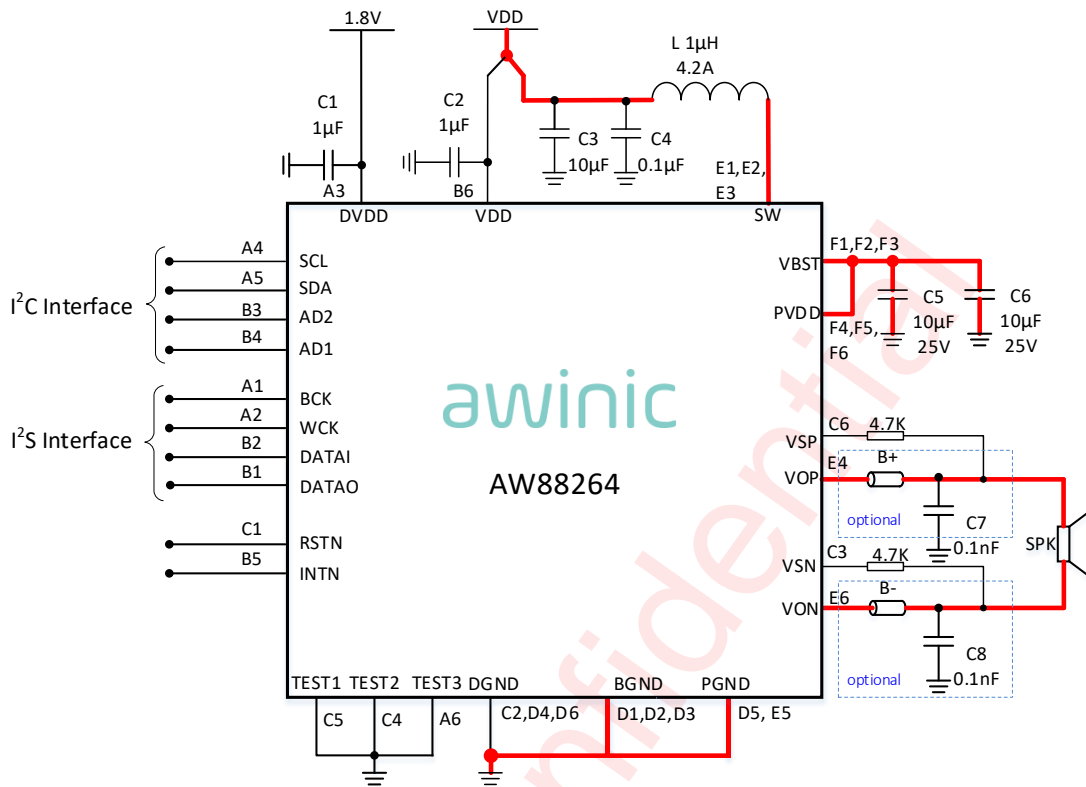 1.8V
VDD
L 1µH
4.2A
C1
1µF
C2
1µF
C3
10µF
C4
0.1µF
E1,E2,
E3
A3
B6
DVDD
VDD
SW
I²C Interface
A4
SCL
A5
SDA
B3
AD2
B4
AD1
I²S Interface
A1
BCK
A2
WCK
B2
DATAI
B1
DATAO
C1
RSTN
B5
INTN
awinic
AW88264
VBST
F1,F2,F3
PVDD
F4,F5,
F6
C5
10µF
25V
C6
10µF
25V
VSP
C6
4.7K
VOP
E4
B+
optional
C7
0.1nF
SPK
VSN
C3
4.7K
VON
E6
B-
optional
C8
0.1nF
TEST1
TEST2
TEST3
DGND
BGND
PGND
C5
C4
A6
C2,D4,D6
D1,D2,D3
D5, E5
nfidential